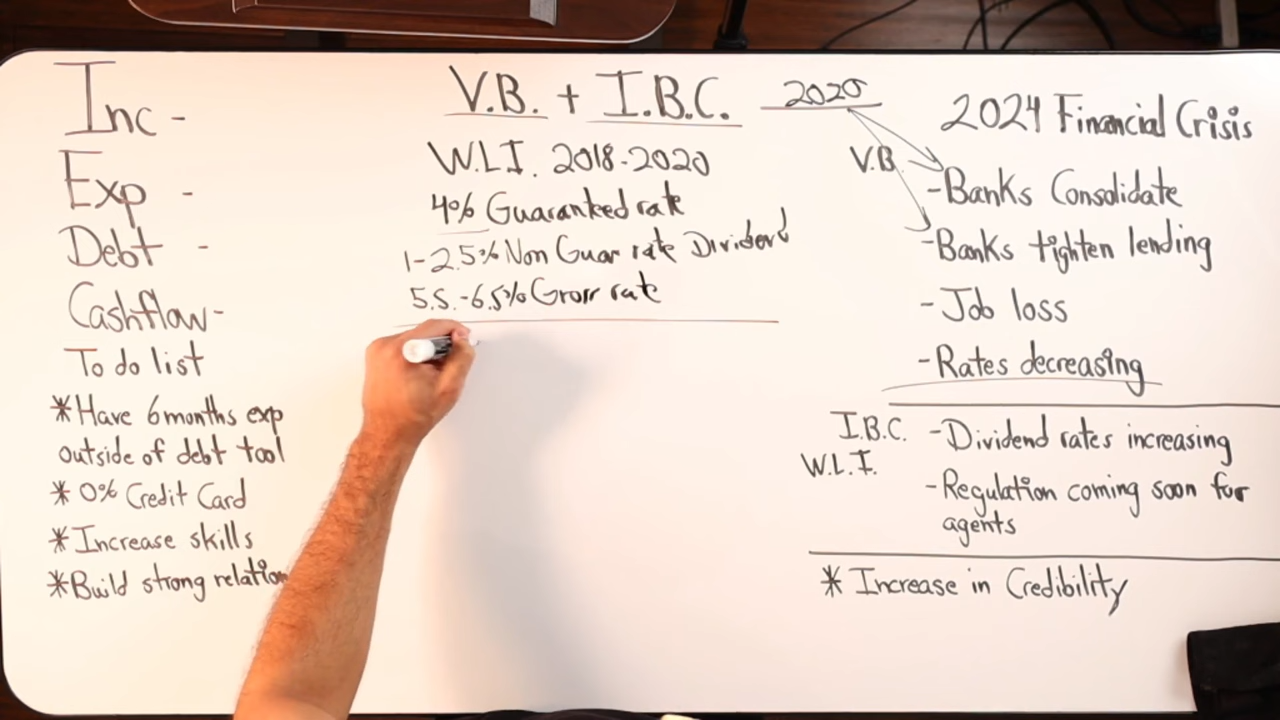 Inc -
Exp -
Debt -
Cashflow-
To do list
*Have 6 months exp
outside of debt tool
* 0% Credit Card
*Increase skills
*Build strong relation
V.B. + I.B.C.
W.L.I. 2018-2020
4% Guaranteed rate
1-2.5% Non Guar rate Dividend
5.5.-6.5% Gross rate
2020
V.B.
2024 Financial Crisis
-Banks Consolidate
-Banks tighten lending
-Job loss
-Rates decreasing
I.B.C. -Dividend rates increasing
W.L.I.
-Regulation coming soon for
agents
* Increase in Credibility